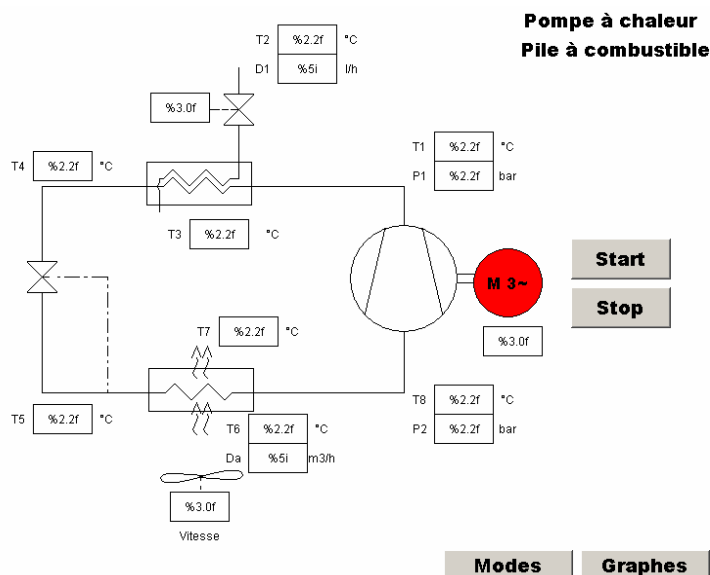 Pompe à chaleur
Pile à combustible
T2 %2.2f °C
D1 %5i l/h
%3.0f
T4 %2.2f °C
T1 %2.2f °C
P1 %2.2f bar
T3 %2.2f °C
Start
M 3~
Stop
T7 %2.2f °C
%3.0f
T5 %2.2f °C
T6 %2.2f °C
Da %5i m3/h
T8 %2.2f °C
P2 %2.2f bar
%3.0f
Vitesse
Modes
Graphes